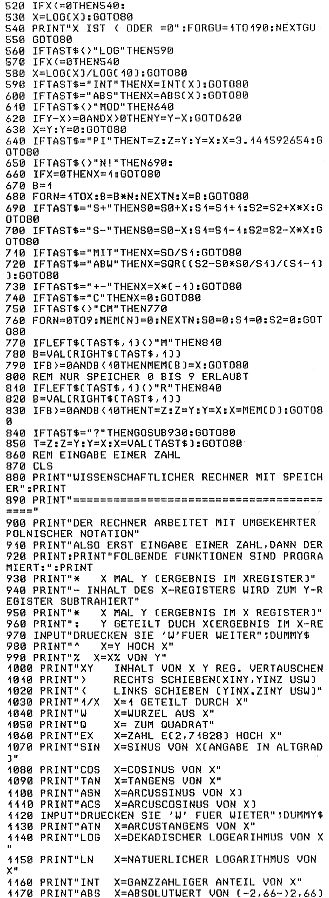 520 IFX(=0THEN540:
530 X=LOG(X):GOTO80
540 PRINT"X IST < ODER =0":FORGU=1TO190:NEXTGU
550 GOTO80
560 IFTAST$<>"LOG"THEN590
570 IFX(=0THEN540
580 X=LOG(X)/LOG(10):GOTO80
590 IFTAST$="INT"THENX=INT(X):GOTO80
600 IFTAST$="ABS"THENX=ABS(X):GOTO80
610 IFTAST$<>"MOD"THEN640
620 IFY-X>=0ANDX>0THENY=Y-X:GOTO620
630 X=Y:Y=0:GOTO80
640 IFTAST$="PI"THENT=Z:Z=Y:Y=X:X=3.141592654:G
OTO80
650 IFTAST$<>"N!"THEN690:
660 IFX=0THENX=1:GOTO80
670 B=1
680 FORN=1TOX:B=B*N:NEXTN:X=B:GOTO80
690 IFTAST$="S+"THENS0=S0+X:S1=S1+1:S2=S2+X*X:G
OTO80
700 IFTAST$="S-"THENS0=S0-X:S1=S1-1:S2=S2-X*X:G
OTO80
710 IFTAST$="MIT"THENX=S0/S1:GOTO80
720 IFTAST$="ABW"THENX=SQR((S2-S0*S0/S1)/(S1-1)
):GOTO80
730 IFTAST$="+-"THENX=X*(-1):GOTO80
740 IFTAST$="C"THENX=0:GOTO80
750 IFTAST$<>"CM"THEN770
760 FORN=0TO9:MEM(N)=0:NEXTN:S0=0:S1=0:S2=0:GOT
O80
770 IFLEFT$(TAST$,1)<>"M"THEN810
780 B=VAL(RIGHT$(TAST$,1))
790 IFB>=0ANDB<10THENMEM(B)=X:GOTO80
800 REM NUR SPEICHER 0 BIS 9 ERLAUBT
810 IFLEFT$(TAST$,1)<>"R"THEN840
820 B=VAL(RIGHT$(TAST$,1))
830 IFB>=0ANDB<10THENT=Z:Z=Y:Y=X:X=MEM(B):GOTO8
0
840 IFTAST$="?"THENGOSUB930:GOTO80
850 T=Z:Z=Y:Y=X:X=VAL(TAST$):GOTO80
860 REM EINGABE EINER ZAHL
870 CLS
880 PRINT"WISSENSCHAFTLICHER RECHNER MIT SPEICH
ER":PRINT
890 PRINT"===================================
===="
900 PRINT"DER RECHNER ARBEITET MIT UMGEKEHRTER
POLNISCHER NOTATION"
910 PRINT"ALSO ERST EINGABE EINER ZAHL,DANN DER
920 PRINT:PRINT"FOLGENDE FUNKTIONEN SIND PROGRA
MIERT:":PRINT
930 PRINT"*   X MAL Y (ERGEBNIS IM XREGISTER)"
940 PRINT"- INHALT DES X-REGISTERS WIRD ZUM Y-R
EGISTER SUBTRAHIERT"
950 PRINT"*   X MAL Y (ERGEBNIS IM X REGISTER)"
960 PRINT":   Y GETEILT DUCH X(ERGEBNIS IM X-RE
970 INPUT"DRUECKEN SIE 'W'FUER WEITER";DUMMY$
980 PRINT"^   X=Y HOCH X"
990 PRINT"%   X=X% VON Y"
1000 PRINT"XY   INHALT VON X Y REG. VERTAUSCHEN
1010 PRINT">    RECHTS SCHIEBEN(XINY,YINZ USW)
1020 PRINT"<    LINKS SCHIEBEN (YINX,ZINY USW)"
1030 PRINT"1/X  X=1 GETEILT DURCH X"
1040 PRINT"W    X=WURZEL AUS X"
1050 PRINT"Q    X= ZUM QUADRAT"
1060 PRINT"EX   X=ZAHL E(2,71828) HOCH X"
1070 PRINT"SIN  X=SINUS VON X(ANGABE IN ALTGRAD
)"
1080 PRINT"COS  X=COSINUS VON X"
1090 PRINT"TAN  X=TANGENS VON X"
1100 PRINT"ASN  X=ARCUSSINUS VON X)
1110 PRINT"ACS  X=ARCUSCOSINUS VON X)
1120 INPUT"DRUECKEN SIE 'W' FUER WIETER";DUMMY$
1130 PRINT"ATN  X=ARCUSTANGENS VON X"
1140 PRINT"LOG  X=DEKADISCHER LOGEARITHMUS VON X
"
1150 PRINT"LN   X=NATUERLICHER LOGARITHMUS VON
X"
1160 PRINT"INT  X=GANZZAHLIGER ANTEIL VON X"
1170 PRINT"ABS  X=ABSOLUTWERT VON (-2,66->2,66)